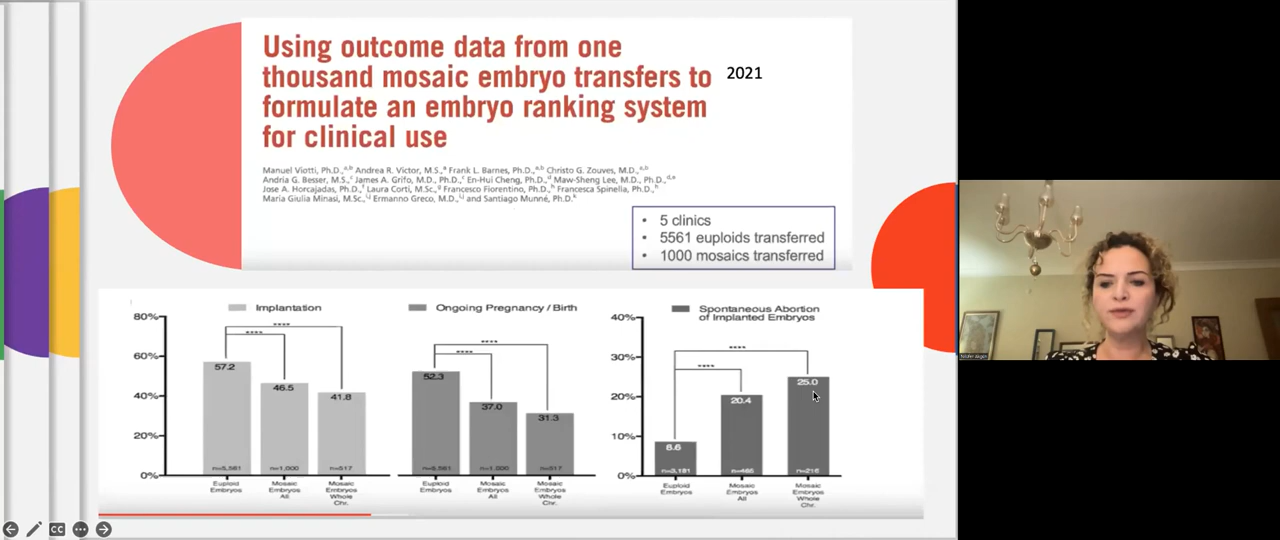 Using outcome data from one
thousand mosaic embryo transfers to
formulate an embryo ranking system
for clinical use
2021
Manuel Viotti, Ph.D.,a,b Andrea R. Victor, M.S.,a Frank L. Barnes, Ph.D.,a,b Christo G. Zouves, M.D.,a,b
Andria G. Besser, M.S.,c James A. Grifo, M.D., Ph.D.,c En-Hui Cheng, Ph.D.,d Maw-Sheng Lee, M.D., Ph.D.,d,e
Jose A. Horcajadas, Ph.D.,f Laura Corti, M.Sc.,g Francesco Fiorentino, Ph.D.,h Francesca Spinella, Ph.D.,h
Maria Giulia Minasi, M.Sc.,i,j Ermanno Greco, M.D.,i,j and Santiago Munné, Ph.D.k
• 5 clinics
• 5561 euploids transferred
• 1000 mosaics transferred
Implantation
80%
60%
40%
20%
0%
****
****
57.2
46.5
41.8
n=5,561
n=1,000
n=517
Euploid
Embryos
Mosaic
Embryos
All
Mosaic
Embryos
Whole
Chr.
Ongoing Pregnancy / Birth
****
****
52.3
37.0
31.3
n=5,561
n=1,000
n=517
Euploid
Embryos
Mosaic
Embryos
All
Mosaic
Embryos
Whole
Chr.
Spontaneous Abortion
of Implanted Embryos
40%
30%
20%
10%
0%
****
****
8.6
20.4
25.0
n=3,181
n=465
n=216
Euploid
Embryos
Mosaic
Embryos
All
Mosaic
Embryos
Whole
Chr.
CC